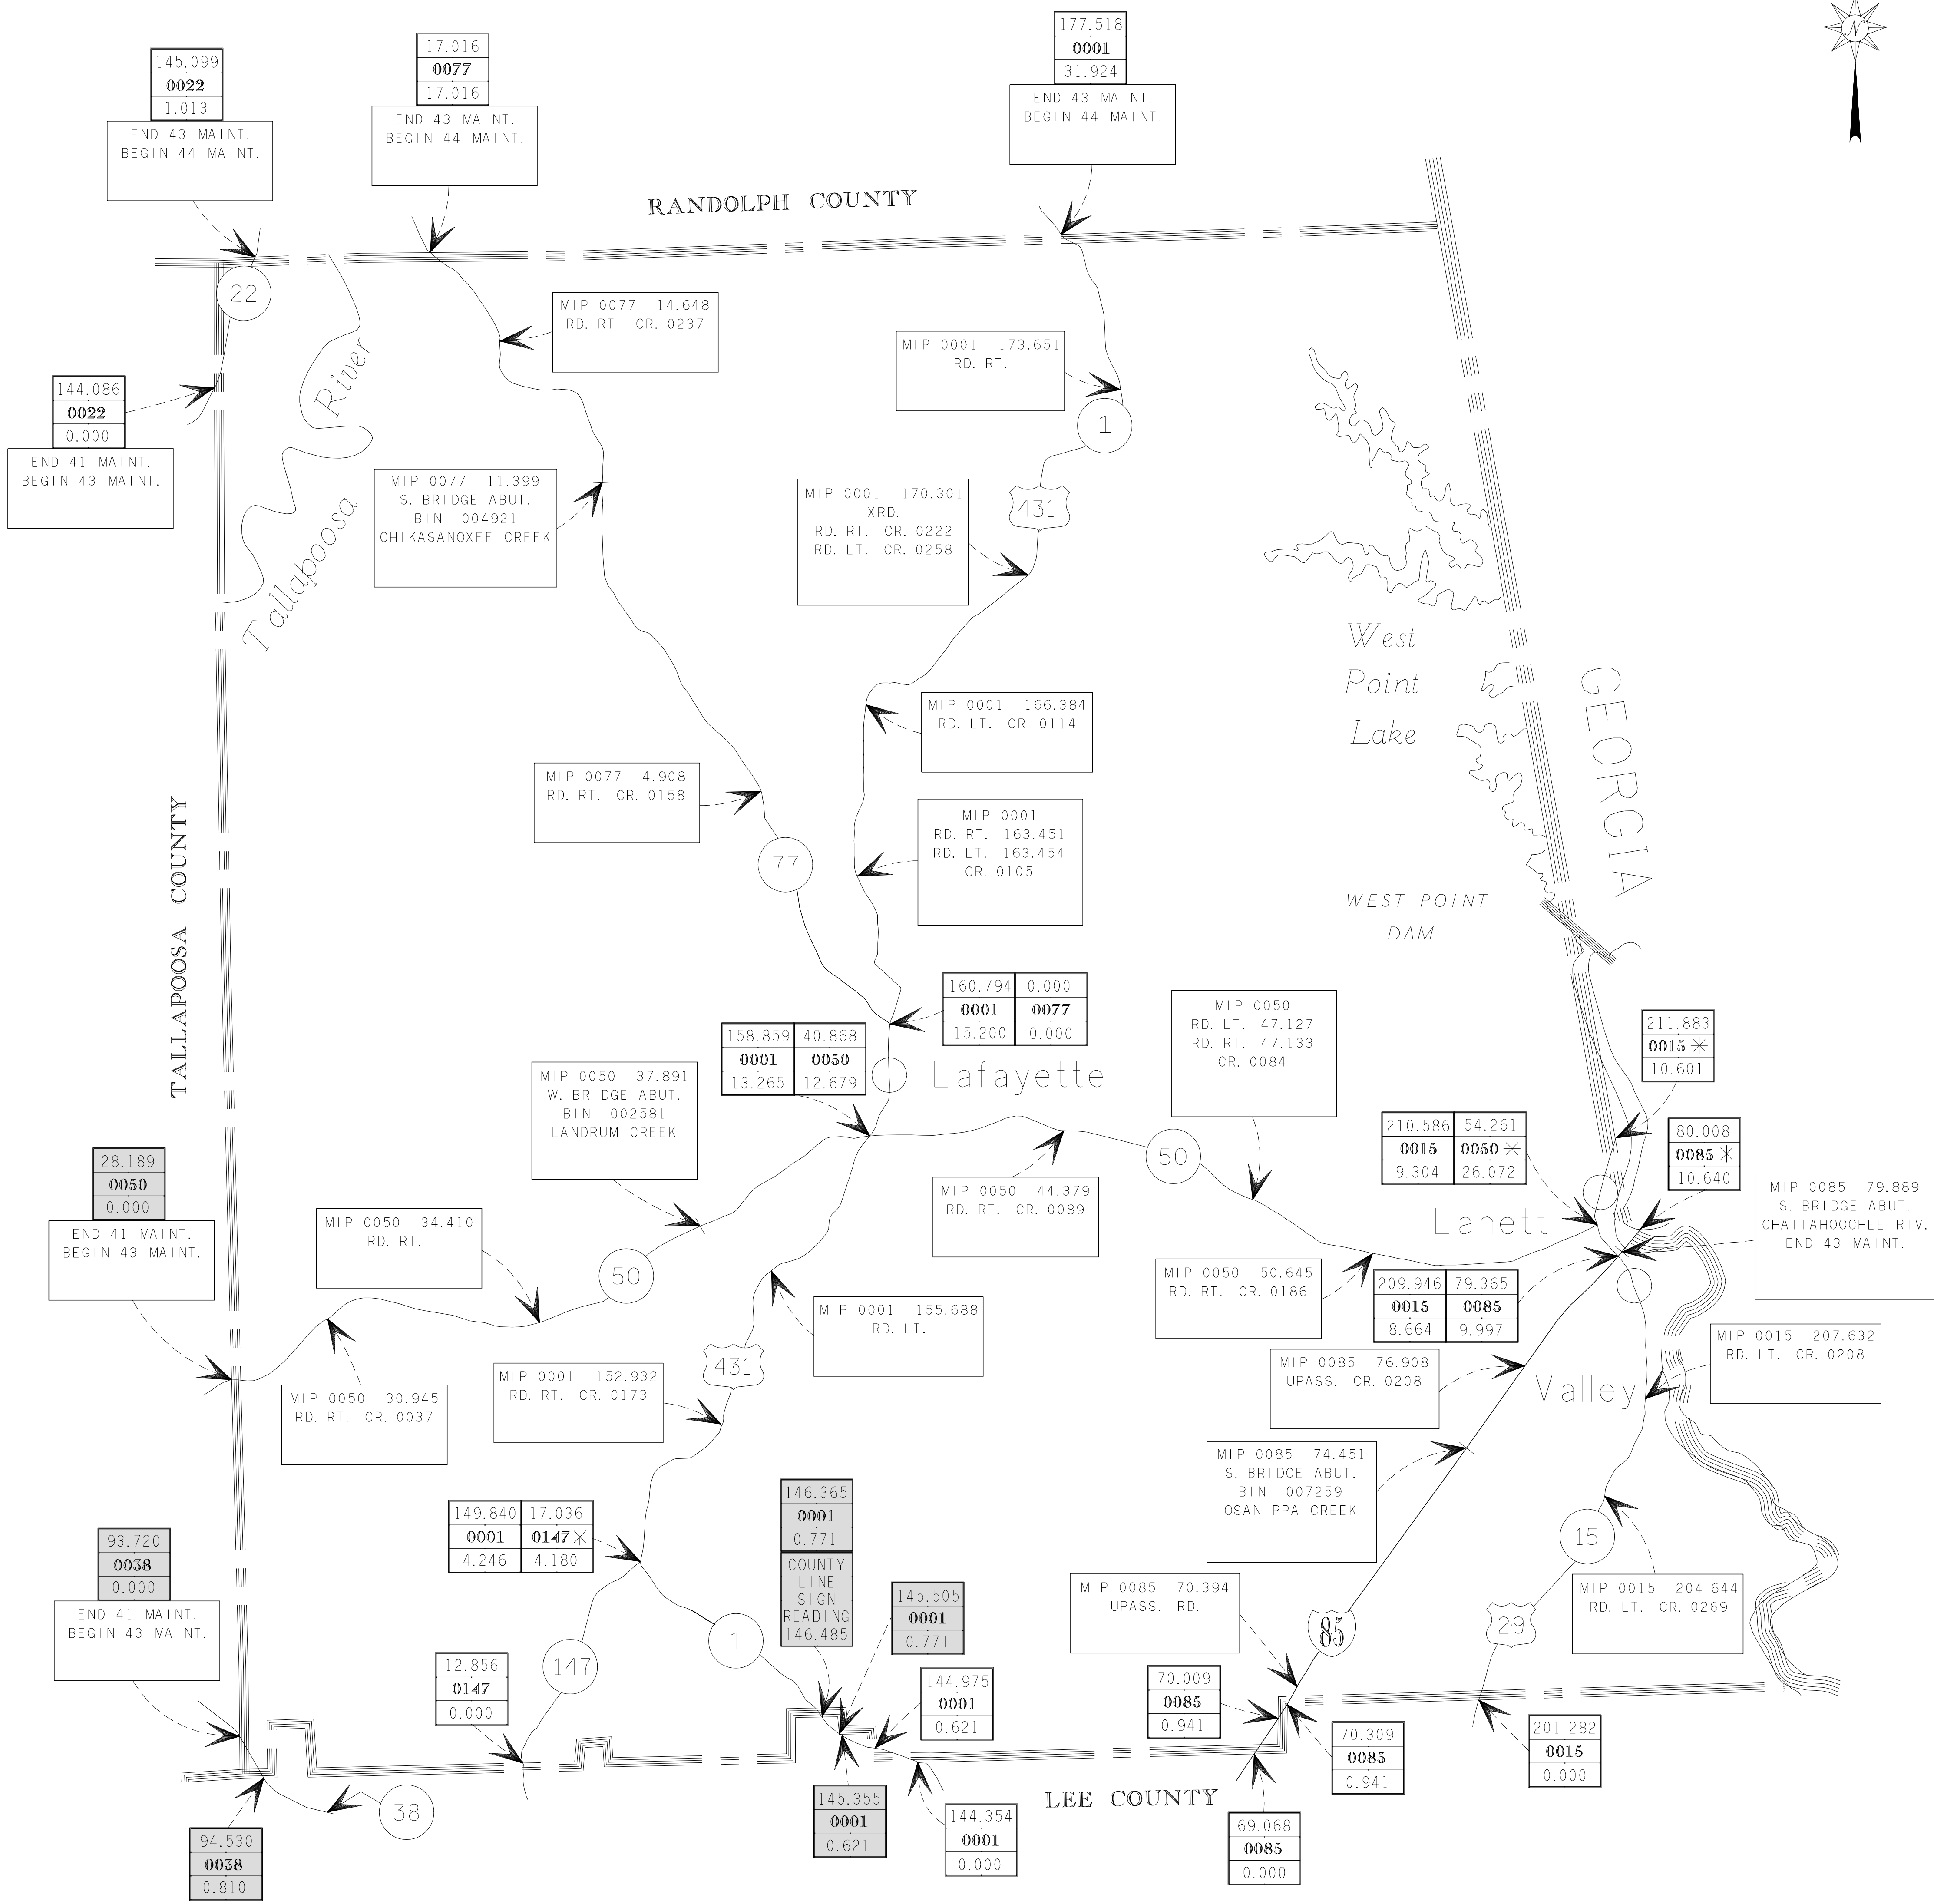 N
177.518
0001
31.924
END 43 MAINT.
BEGIN 44 MAINT.
17.016
0077
17.016
END 43 MAINT.
BEGIN 44 MAINT.
145.099
0022
1.013
END 43 MAINT.
BEGIN 44 MAINT.
RANDOLPH COUNTY
22
MIP 0077 14.648
RD. RT. CR. 0237
MIP 0001 173.651
RD. RT.
1
144.086
0022
0.000
END 41 MAINT.
BEGIN 43 MAINT.
Tallapoosa River
MIP 0077 11.399
S. BRIDGE ABUT.
BIN 004921
CHIKASANOXEE CREEK
MIP 0001 170.301
XRD.
RD. RT. CR. 0222
RD. LT. CR. 0258
431
West
Point
Lake
GEORGIA
MIP 0001 166.384
RD. LT. CR. 0114
MIP 0077 4.908
RD. RT. CR. 0158
MIP 0001
RD. RT. 163.451
RD. LT. 163.454
CR. 0105
77
TALLAPOOSA COUNTY
WEST POINT
DAM
160.794 0.000
0001 0077
15.200 0.000
158.859 40.868
0001 0050
13.265 12.679
Lafayette
MIP 0050
RD. LT. 47.127
RD. RT. 47.133
CR. 0084
211.883
0015 ✳
10.601
MIP 0050 37.891
W. BRIDGE ABUT.
BIN 002581
LANDRUM CREEK
50
210.586 54.261
0015 0050 ✳
9.304 26.072
80.008
0085 ✳
10.640
28.189
0050
0.000
END 41 MAINT.
BEGIN 43 MAINT.
MIP 0050 34.410
RD. RT.
50
MIP 0050 44.379
RD. RT. CR. 0089
Lanett
MIP 0085 79.889
S. BRIDGE ABUT.
CHATTAHOOCHEE RIV.
END 43 MAINT.
MIP 0050 50.645
RD. RT. CR. 0186
209.946 79.365
0015 0085
8.664 9.997
MIP 0001 155.688
RD. LT.
MIP 0015 207.632
RD. LT. CR. 0208
MIP 0050 30.945
RD. RT. CR. 0037
MIP 0001 152.932
RD. RT. CR. 0173
431
MIP 0085 76.908
UPASS. CR. 0208
Valley
MIP 0085 74.451
S. BRIDGE ABUT.
BIN 007259
OSANIPPA CREEK
149.840 17.036
0001 0147 ✳
4.246 4.180
146.365
0001
0.771
COUNTY
LINE
SIGN
READING
146.485
15
93.720
0038
0.000
END 41 MAINT.
BEGIN 43 MAINT.
145.505
0001
0.771
MIP 0085 70.394
UPASS. RD.
MIP 0015 204.644
RD. LT. CR. 0269
29
85
1
147
12.856
0147
0.000
144.975
0001
0.621
70.009
0085
0.941
70.309
0085
0.941
201.282
0015
0.000
145.355
0001
0.621
144.354
0001
0.000
LEE COUNTY
69.068
0085
0.000
38
94.530
0038
0.810